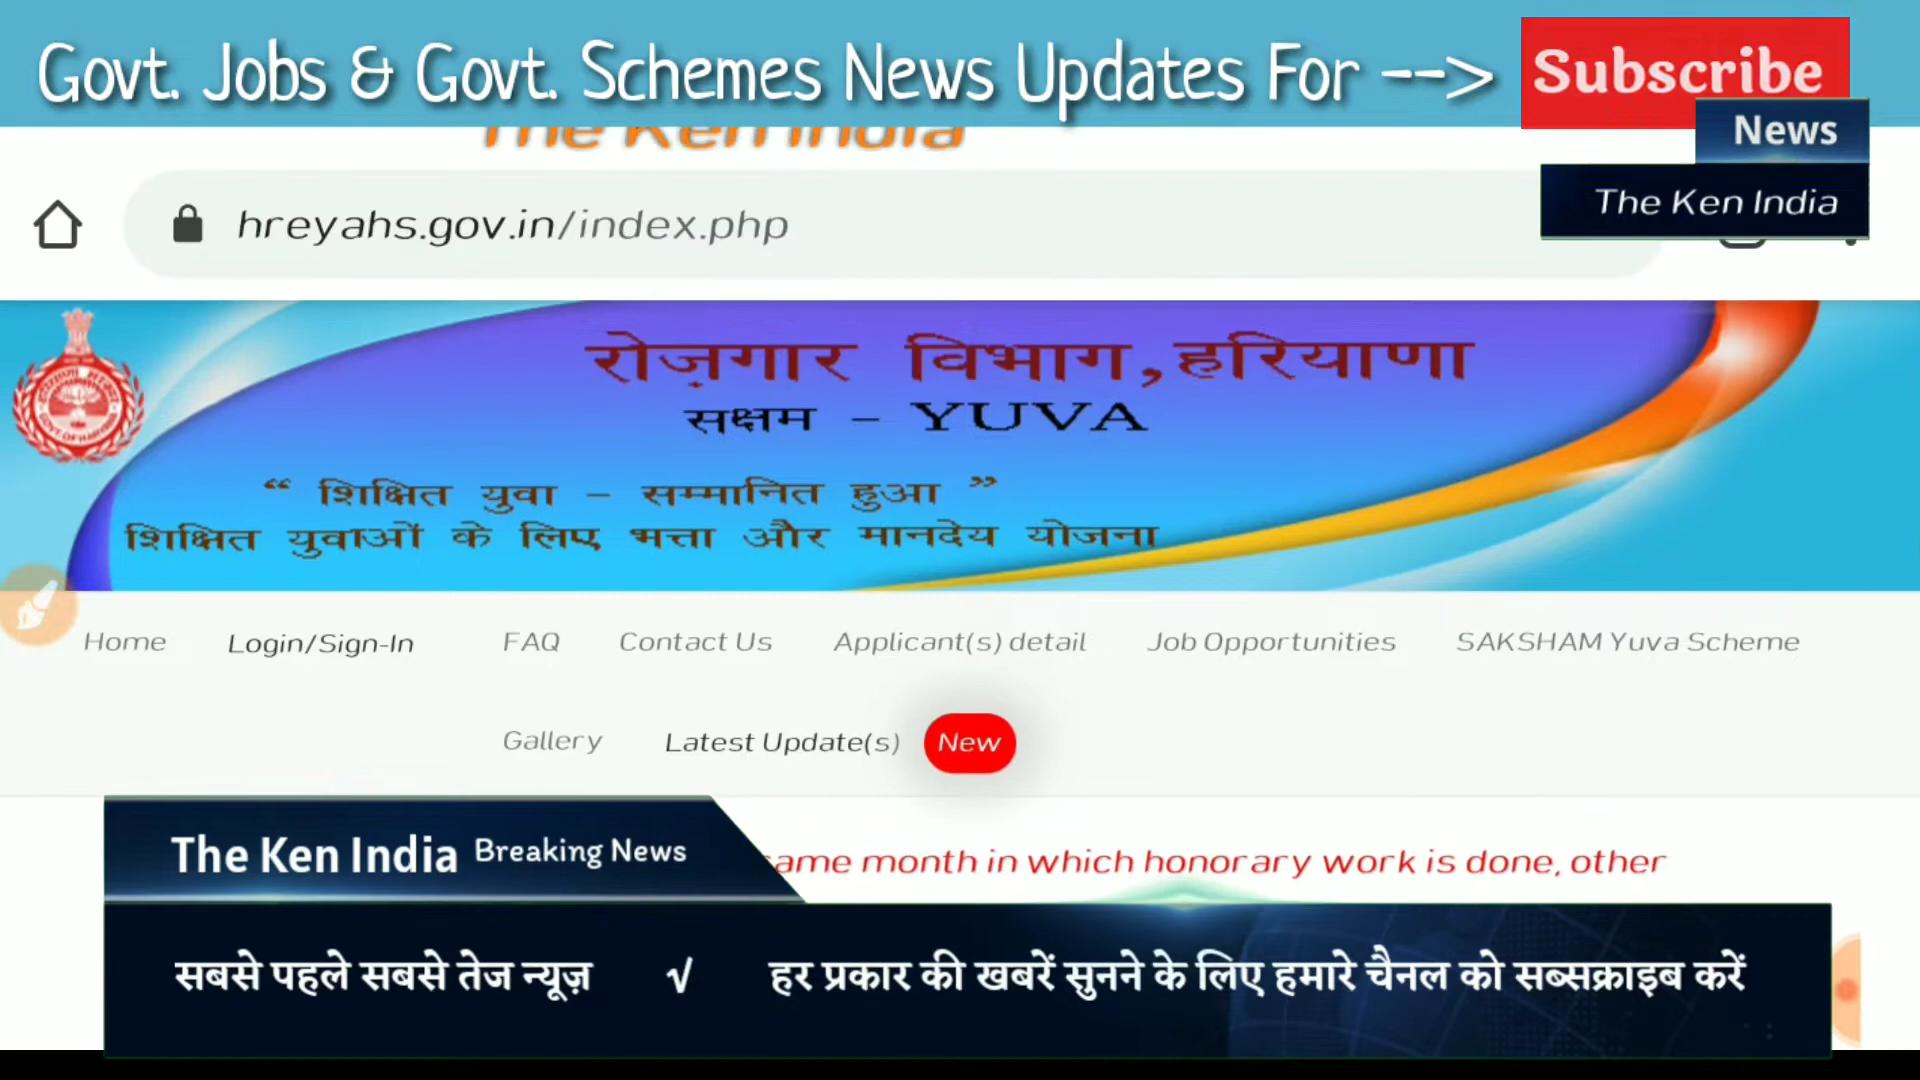 Govt. Jobs & Govt. Schemes News Updates For --> Subscribe
News
The Ken India
The Ken India
hreyahs.gov.in/index.php
रोज़गार विभाग,हरियाणा
सक्षम - YUVA
“ शिक्षित युवा - सम्मानित हुआ ”
शिक्षित युवाओं के लिए भत्ता और मानदेय योजना
Home Login/Sign-In FAQ Contact Us Applicant(s) detail Job Opportunities SAKSHAM Yuva Scheme
Gallery Latest Update(s) New
The Ken India Breaking News
month in which honorary work is done, other
सबसे पहले सबसे तेज न्यूज़ √ हर प्रकार की खबरें सुनने के लिए हमारे चैनल को सब्सक्राइब करें